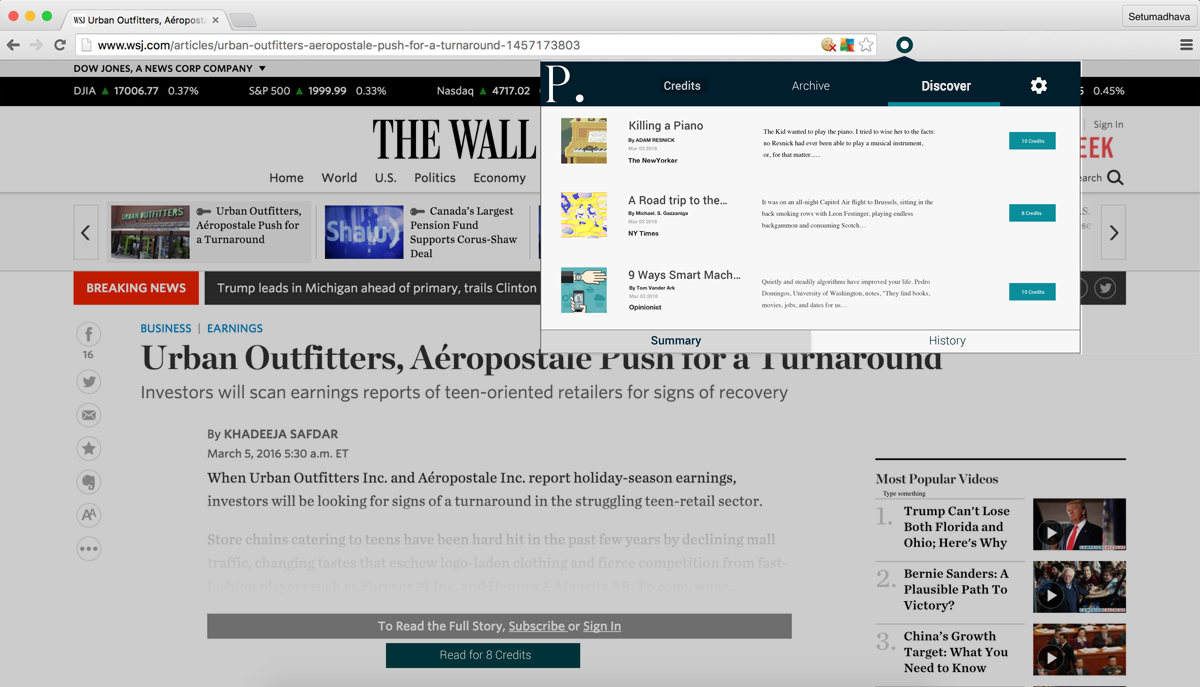 WSJ Urban Outfitters, Aéropost
Setumadhava
www.wsj.com/articles/urban-outfitters-aeropostale-push-for-a-turnaround-1457173803
DOW JONES, A NEWS CORP COMPANY
DJIA 17006.77 0.37%
S&P 500 1999.99 0.33%
Nasdaq 4717.02
5 0.45%
P.
Credits
Archive
Discover
Killing a Piano
By ADAM RESNICK
Mar 03 2016
The NewYorker
The Kid wanted to play the piano. I tried to wise her to the facts:
no Resnick had ever been able to play a musical instrument,
or, for that matter......
10 Credits
A Road trip to the...
By Michael. S. Gazzaniga
Mar 03 2016
NY Times
It was on an all-night Capitol Air flight to Brussels, sitting in the
back smoking rows with Leon Festinger, playing endless
backgammon and consuming Scotch...
8 Credits
9 Ways Smart Mach...
By Tom Vander Ark
Mar 03 2016
Opinionist
Quietly and steadily algorithms have improved your life. Pedro
Domingos, University of Washington, notes, "They find books,
movies, jobs, and dates for us...
10 Credits
Summary
History
THE WALL
Sign In
EEK
Home World U.S. Politics Economy
earch
URBAN OUTFITTERS
Urban Outfitters,
Aéropostale Push for
a Turnaround
Shaw)
Canada's Largest
Pension Fund
Supports Corus-Shaw
Deal
.S.
se
BREAKING NEWS
Trump leads in Michigan ahead of primary, trails Clinton
BUSINESS | EARNINGS
Urban Outfitters, Aéropostale Push for a Turnaround
Investors will scan earnings reports of teen-oriented retailers for signs of recovery
16
AA
By KHADEEJA SAFDAR
March 5, 2016 5:30 a.m. ET
When Urban Outfitters Inc. and Aéropostale Inc. report holiday-season earnings,
investors will be looking for signs of a turnaround in the struggling teen-retail sector.
Store chains catering to teens have been hard hit in the past few years by declining mall
traffic, changing tastes that eschew logo-laden clothing and fierce competition from fast-
fashion players such as Forever 21 Inc. and Hennes & Mauritz AB. To cope, some
To Read the Full Story, Subscribe or Sign In
Read for 8 Credits
Most Popular Videos
Type something
1. Trump Can't Lose
Both Florida and
Ohio; Here's Why
2. Bernie Sanders: A
Plausible Path To
Victory?
3. China's Growth
Target: What You
Need to Know